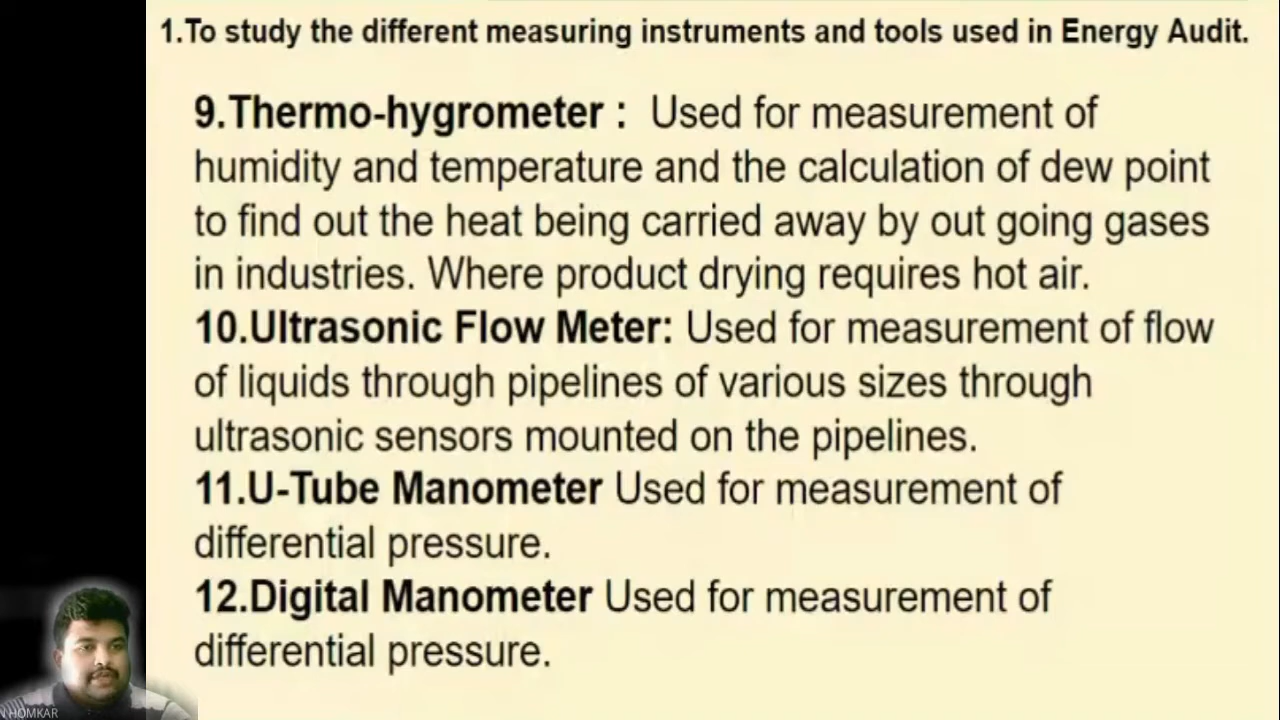 1.To study the different measuring instruments and tools used in Energy Audit.
9.Thermo-hygrometer : Used for measurement of
humidity and temperature and the calculation of dew point
to find out the heat being carried away by out going gases
in industries. Where product drying requires hot air.
10.Ultrasonic Flow Meter: Used for measurement of flow
of liquids through pipelines of various sizes through
ultrasonic sensors mounted on the pipelines.
11.U-Tube Manometer Used for measurement of
differential pressure.
12.Digital Manometer Used for measurement of
differential pressure.
N HOMKAR